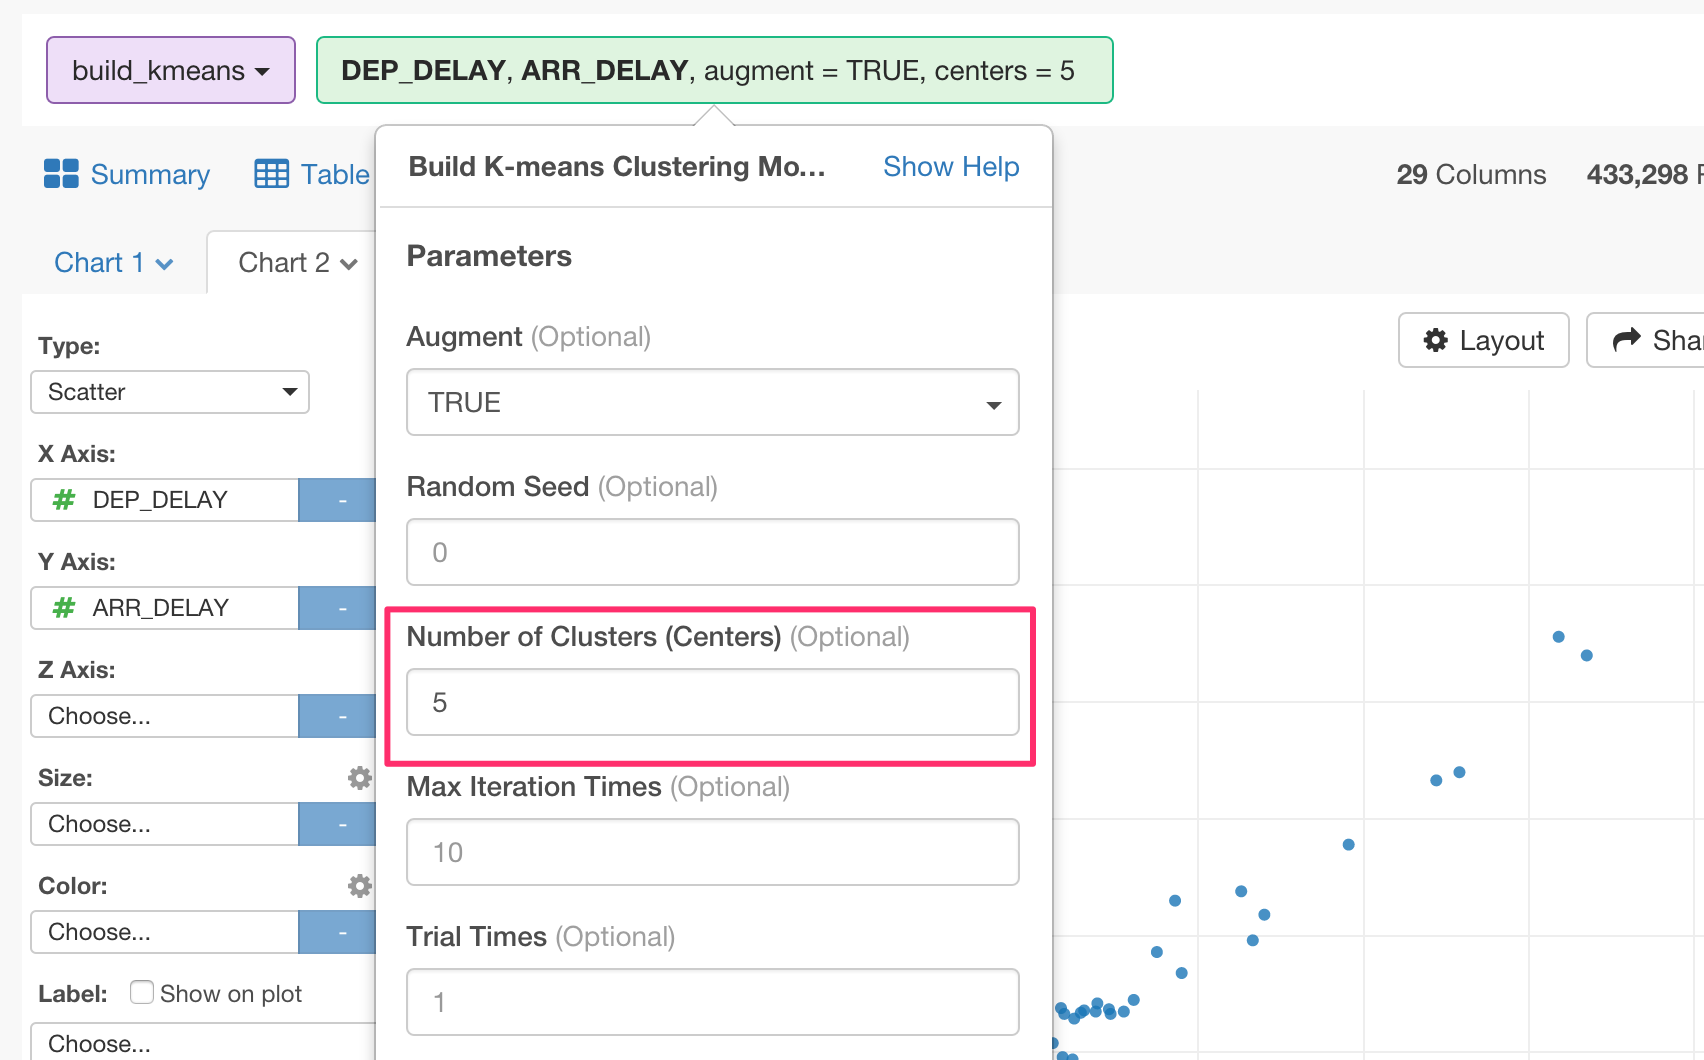 build_kmeans
DEP_DELAY, ARR_DELAY, augment = TRUE, centers = 5
Summary
Table
29 Columns
433,298
Build K-means Clustering Mo...
Show Help
Chart 1
Chart 2
Parameters
Layout
Type:
Scatter
X Axis:
DEP_DELAY
-
Y Axis:
ARR_DELAY
-
Z Axis:
Choose...
-
Size:
Choose...
-
Color:
Choose...
-
Label:
Show on plot
Choose...
Augment (Optional)
TRUE
Random Seed (Optional)
0
Number of Clusters (Centers) (Optional)
5
Max Iteration Times (Optional)
10
Trial Times (Optional)
1